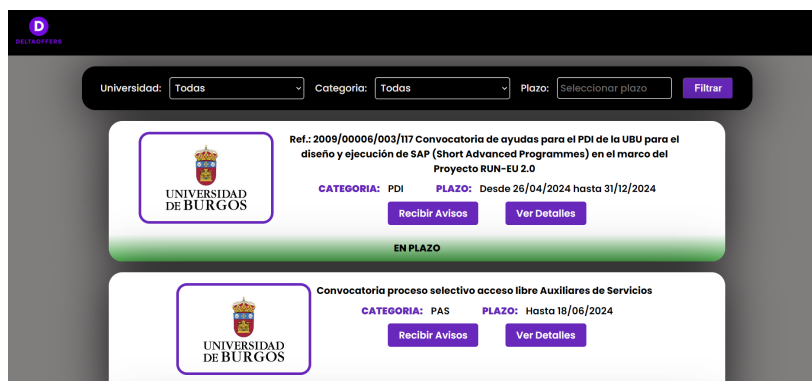 D
DELTAOFFERS
Universidad: Todas Categoria: Todas Plazo: Seleccionar plazo Filtrar
UNIVERSIDAD
DE BURGOS
Ref.: 2009/00006/003/117 Convocatoria de ayudas para el PDI de la UBU para el
diseño y ejecución de SAP (Short Advanced Programmes) en el marco del
Proyecto RUN-EU 2.0
CATEGORIA: PDI PLAZO: Desde 26/04/2024 hasta 31/12/2024
Recibir Avisos Ver Detalles
EN PLAZO
UNIVERSIDAD
DE BURGOS
Convocatoria proceso selectivo acceso libre Auxiliares de Servicios
CATEGORIA: PAS PLAZO: Hasta 18/06/2024
Recibir Avisos Ver Detalles